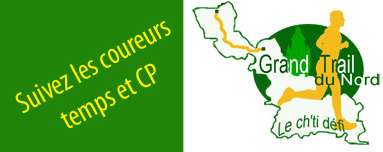 Suivez les coureurs
temps et CP
Grand Trail
du Nord
Le ch'ti défi